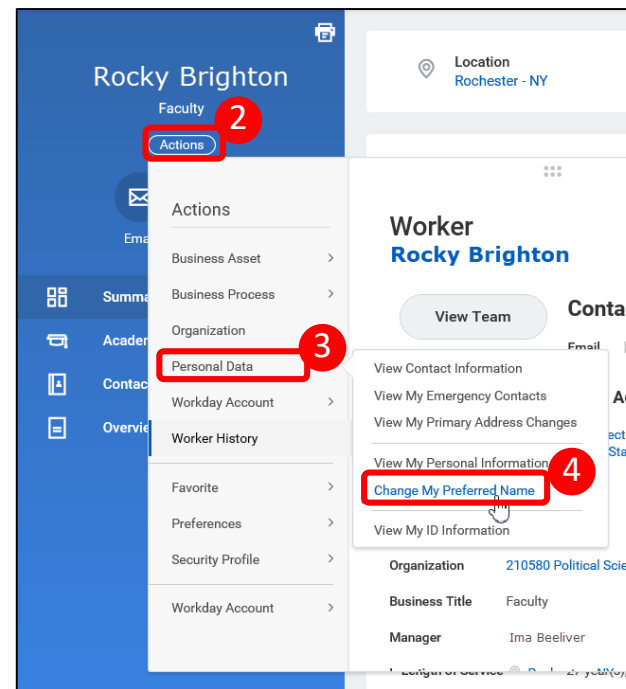 Rocky Brighton
Faculty
2
Actions
Location
Rochester - NY
Summa
Academ
Contac
Overvie
Actions
Business Asset
Business Process
Organization
3
Personal Data
Workday Account
Worker History
Favorite
Preferences
Security Profile
Workday Account
Worker
Rocky Brighton
View Team
Conta
Email
View Contact Information
View My Emergency Contacts
View My Primary Address Changes
View My Personal Information
4
Change My Preferred Name
View My ID Information
Organization 210580 Political Scie
Business Title Faculty
Manager Ima Beeliver